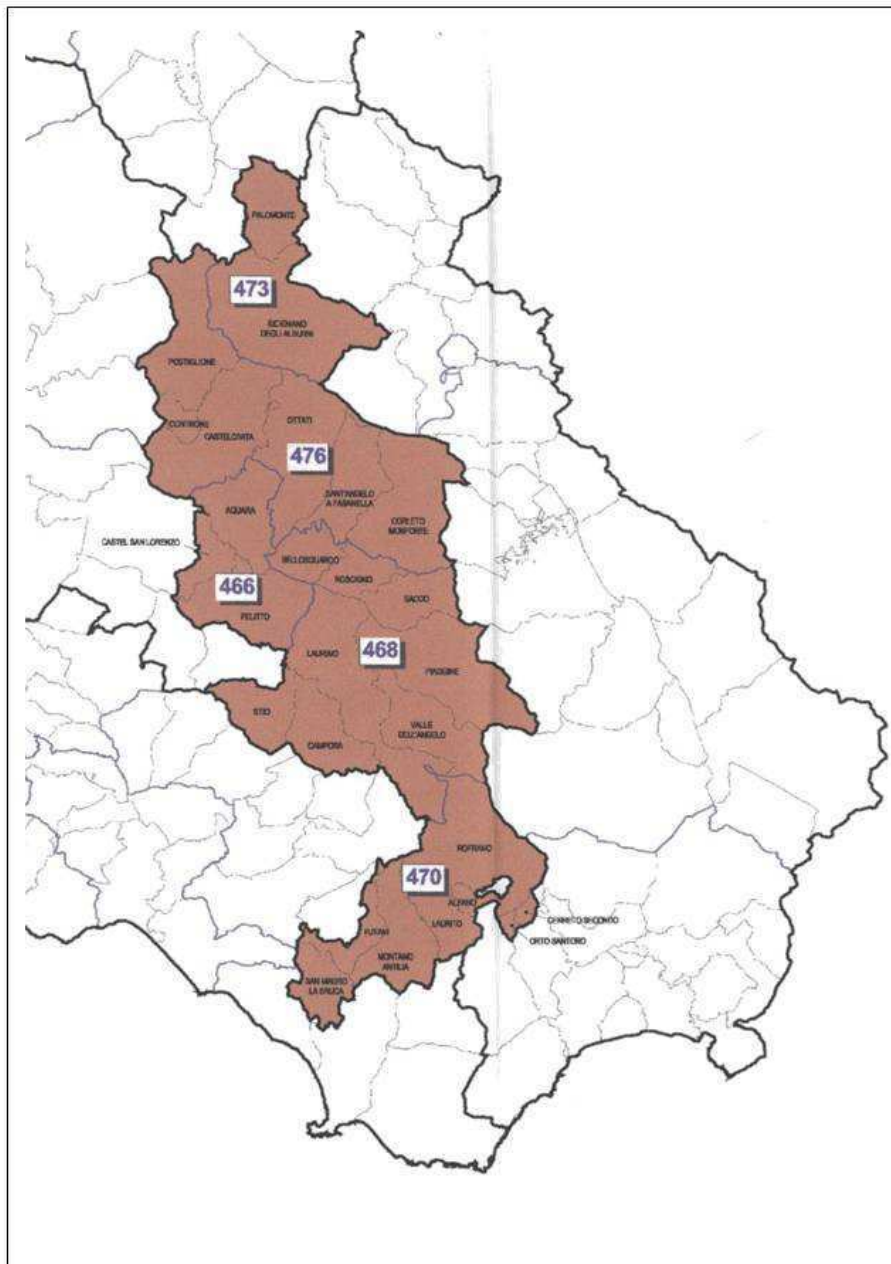 PALOMONTE
473
SICIGNANO
DEGLI ALBURNI
POSTIGLIONE
OTTATI
CONTRONE
CASTELCIVITA
476
SANT'ANGELO
A FASANELLA
AQUARA
CORLETO
MONFORTE
CASTEL SAN LORENZO
BELLOSGUARDO
ROSCIGNO
466
SACCO
FELITTO
LAURINO
468
PIAGGINE
STIO
VALLE
DELL'ANGELO
CAMPORA
ROFRANO
470
ALFANO
LAURITO
FUTANI
ORTO SANTORO
MONTANO
ANTILIA
SAN MAURO
LA BRUCA